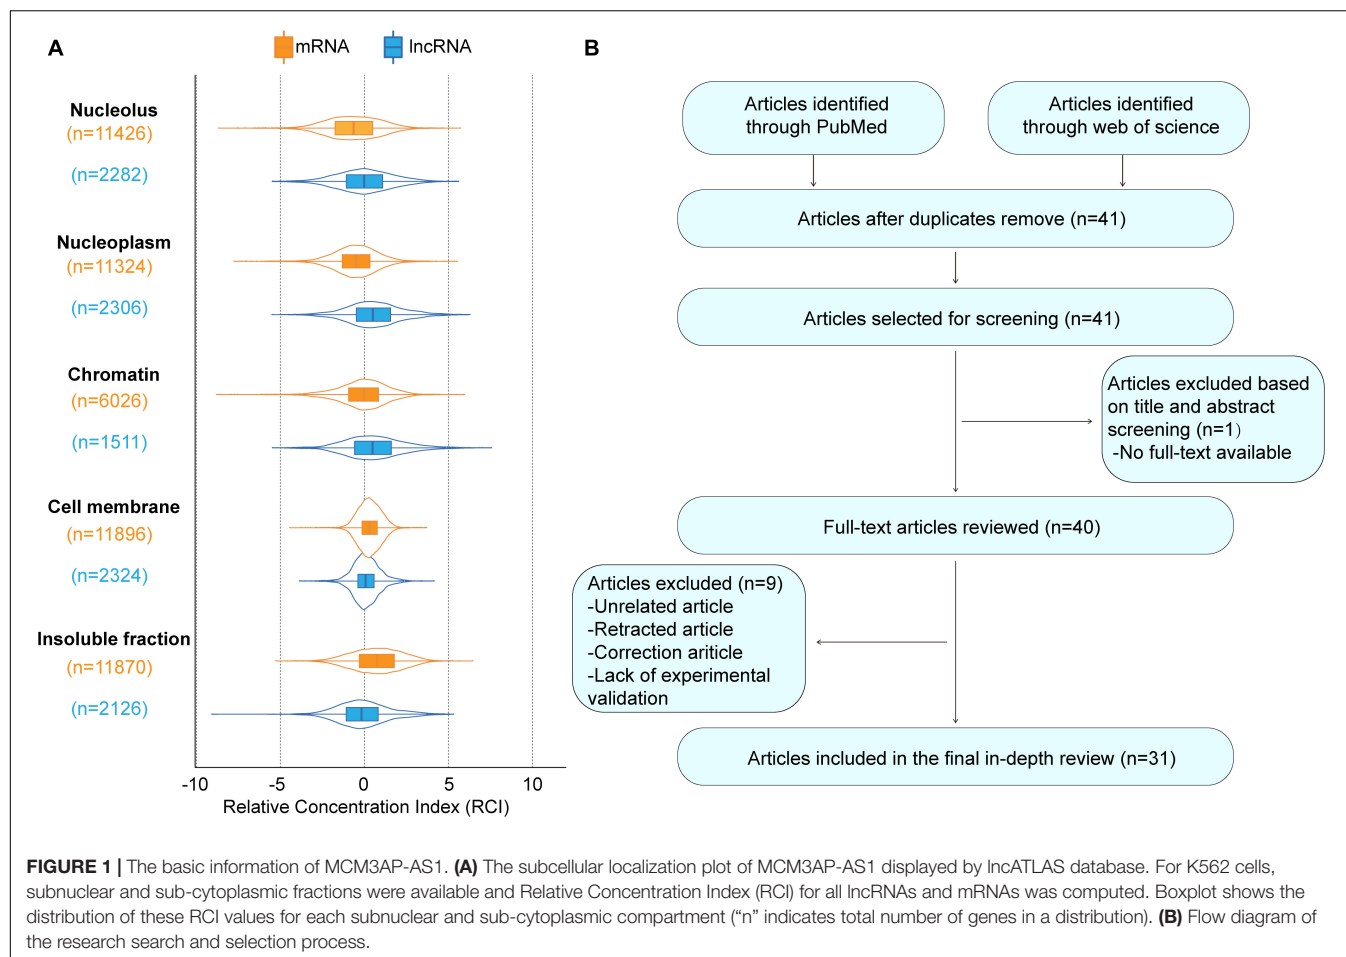 A
mRNA
lncRNA
Nucleolus
(n=11426)
(n=2282)
Nucleoplasm
(n=11324)
(n=2306)
Chromatin
(n=6026)
(n=1511)
Cell membrane
(n=11896)
(n=2324)
Insoluble fraction
(n=11870)
(n=2126)
-10
-5
0
5
10
Relative Concentration Index (RCI)
B
Articles identified
through PubMed
Articles identified
through web of science
Articles after duplicates remove (n=41)
Articles selected for screening (n=41)
Articles excluded based
on title and abstract
screening (n=1)
-No full-text available
Full-text articles reviewed (n=40)
Articles excluded (n=9)
-Unrelated article
-Retracted article
-Correction ariticle
-Lack of experimental
validation
Articles included in the final in-depth review (n=31)
FIGURE 1 | The basic information of MCM3AP-AS1. (A) The subcellular localization plot of MCM3AP-AS1 displayed by lncATLAS database. For K562 cells,
subnuclear and sub-cytoplasmic fractions were available and Relative Concentration Index (RCI) for all lncRNAs and mRNAs was computed. Boxplot shows the
distribution of these RCI values for each subnuclear and sub-cytoplasmic compartment (“n” indicates total number of genes in a distribution). (B) Flow diagram of
the research search and selection process.